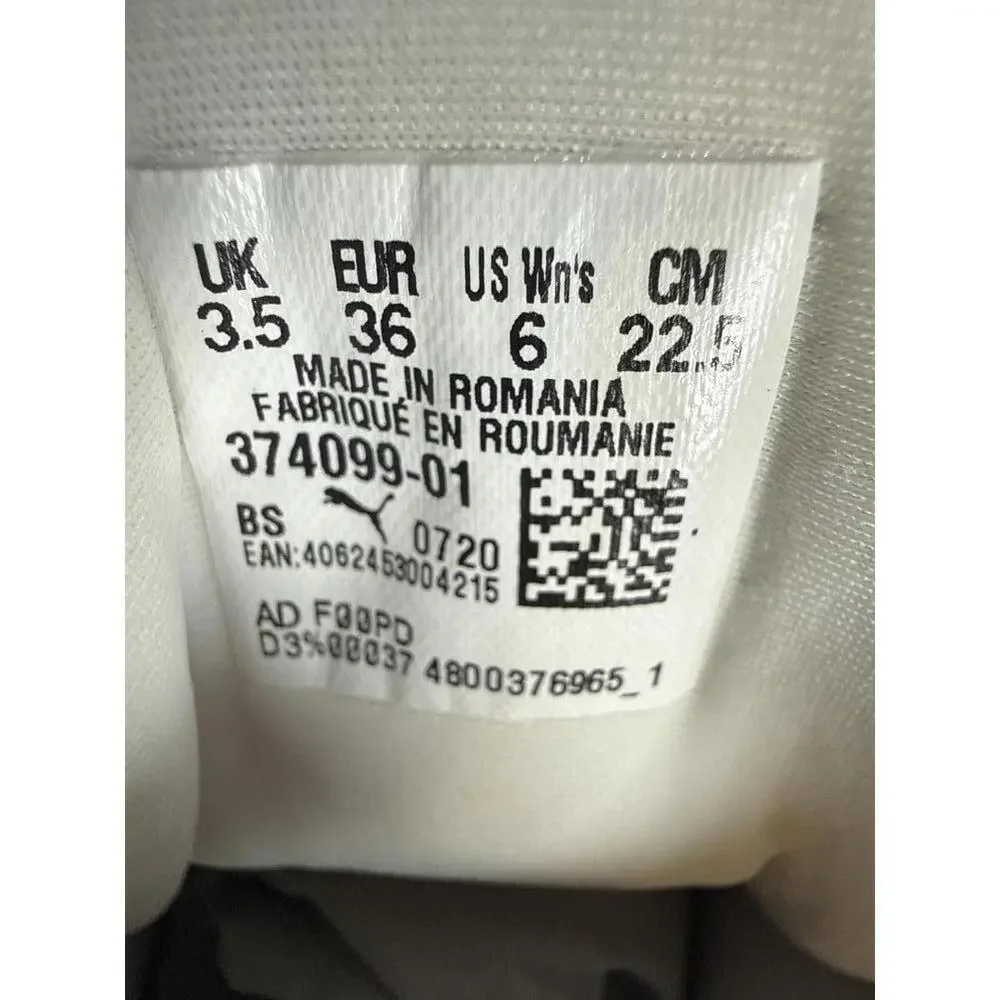 UK EUR US Wn's CM
3.5 36 6 22.5
MADE IN ROMANIA
FABRIQUÉ EN ROUMANIE
374099-01
BS 0720
EAN:4062453004215
AD F00PD
D3%00037 4800376965_1